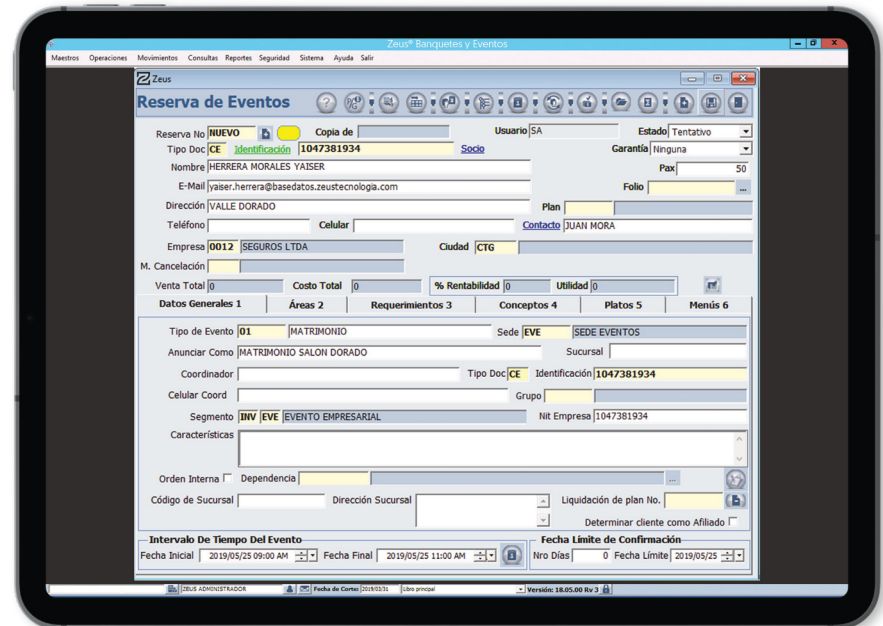 Zeus® Banquetes y Eventos
Maestros Operaciones Movimientos Consultas Reportes Seguridad Sistema Ayuda Salir
Zeus
Reserva de Eventos
Reserva No NUEVO Copia de Usuario SA Estado Tentativo
Tipo Doc CE Identificación 1047381934 Socio Garantía Ninguna
Nombre HERRERA MORALES YAISER Pax 50
E-Mail yaiser.herrera@basedatos.zeustecnologia.com Folio ...
Dirección VALLE DORADO Plan
Teléfono Celular Contacto JUAN MORA
Empresa 0012 SEGUROS LTDA Ciudad CTG
M. Cancelación
Venta Total 0 Costo Total 0 % Rentabilidad 0 Utilidad 0
Datos Generales 1 Áreas 2 Requerimientos 3 Conceptos 4 Platos 5 Menús 6
Tipo de Evento 01 MATRIMONIO Sede EVE SEDE EVENTOS
Anunciar Como MATRIMONIO SALON DORADO Sucursal
Coordinador Tipo Doc CE Identificación 1047381934
Celular Coord Grupo
Segmento INV EVE EVENTO EMPRESARIAL Nit Empresa 1047381934
Características
Orden Interna Dependencia ...
Código de Sucursal Dirección Sucursal Liquidación de plan No.
Determinar cliente como Afiliado
Intervalo De Tiempo Del Evento Fecha Límite de Confirmación
Fecha Inicial 2019/05/25 09:00 AM Fecha Final 2019/05/25 11:00 AM Nro Días 0 Fecha Límite 2019/05/25
ZEUS ADMINISTRADOR Fecha de Corte: 2019/03/31 Libro principal Versión: 18.05.00 Rv 3